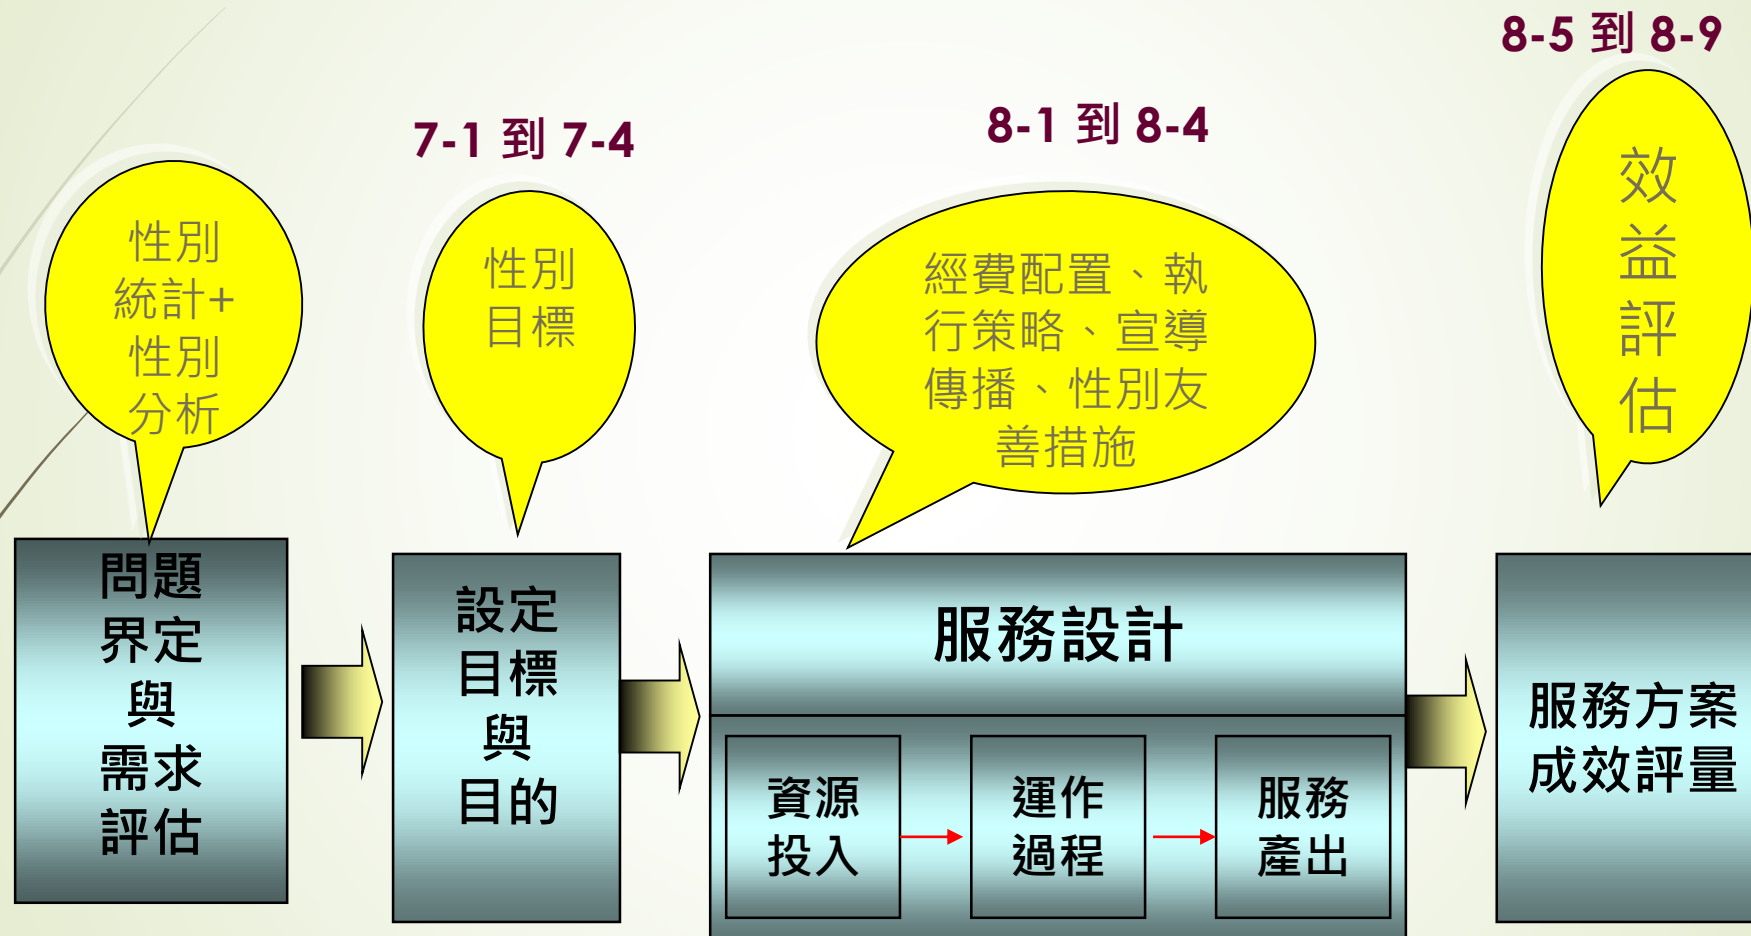 8-5 到 8-9
7-1 到 7-4
8-1 到 8-4
性別
統計+
性別
分析
性別
目標
經費配置、執
行策略、宣導
傳播、性別友
善措施
效
益
評
估
問題
界定
與
需求
評估
設定
目標
與
目的
服務設計
資源
投入
運作
過程
服務
產出
服務方案
成效評量